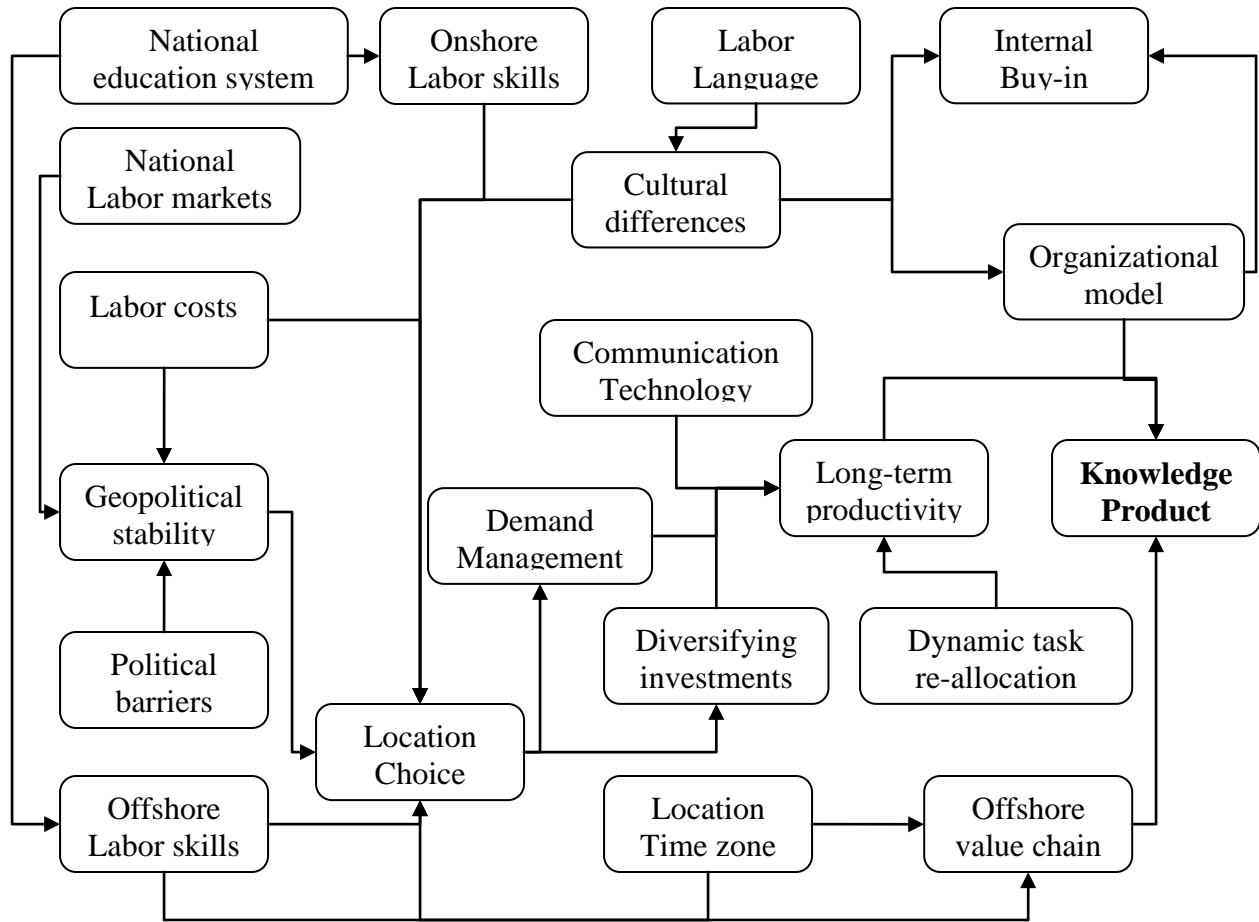 National
education system
Onshore
Labor skills
Labor
Language
Internal
Buy-in
National
Labor markets
Cultural
differences
Organizational
model
Labor costs
Communication
Technology
Geopolitical
stability
Demand
Management
Long-term
productivity
Knowledge
Product
Political
barriers
Diversifying
investments
Dynamic task
re-allocation
Location
Choice
Offshore
Labor skills
Location
Time zone
Offshore
value chain